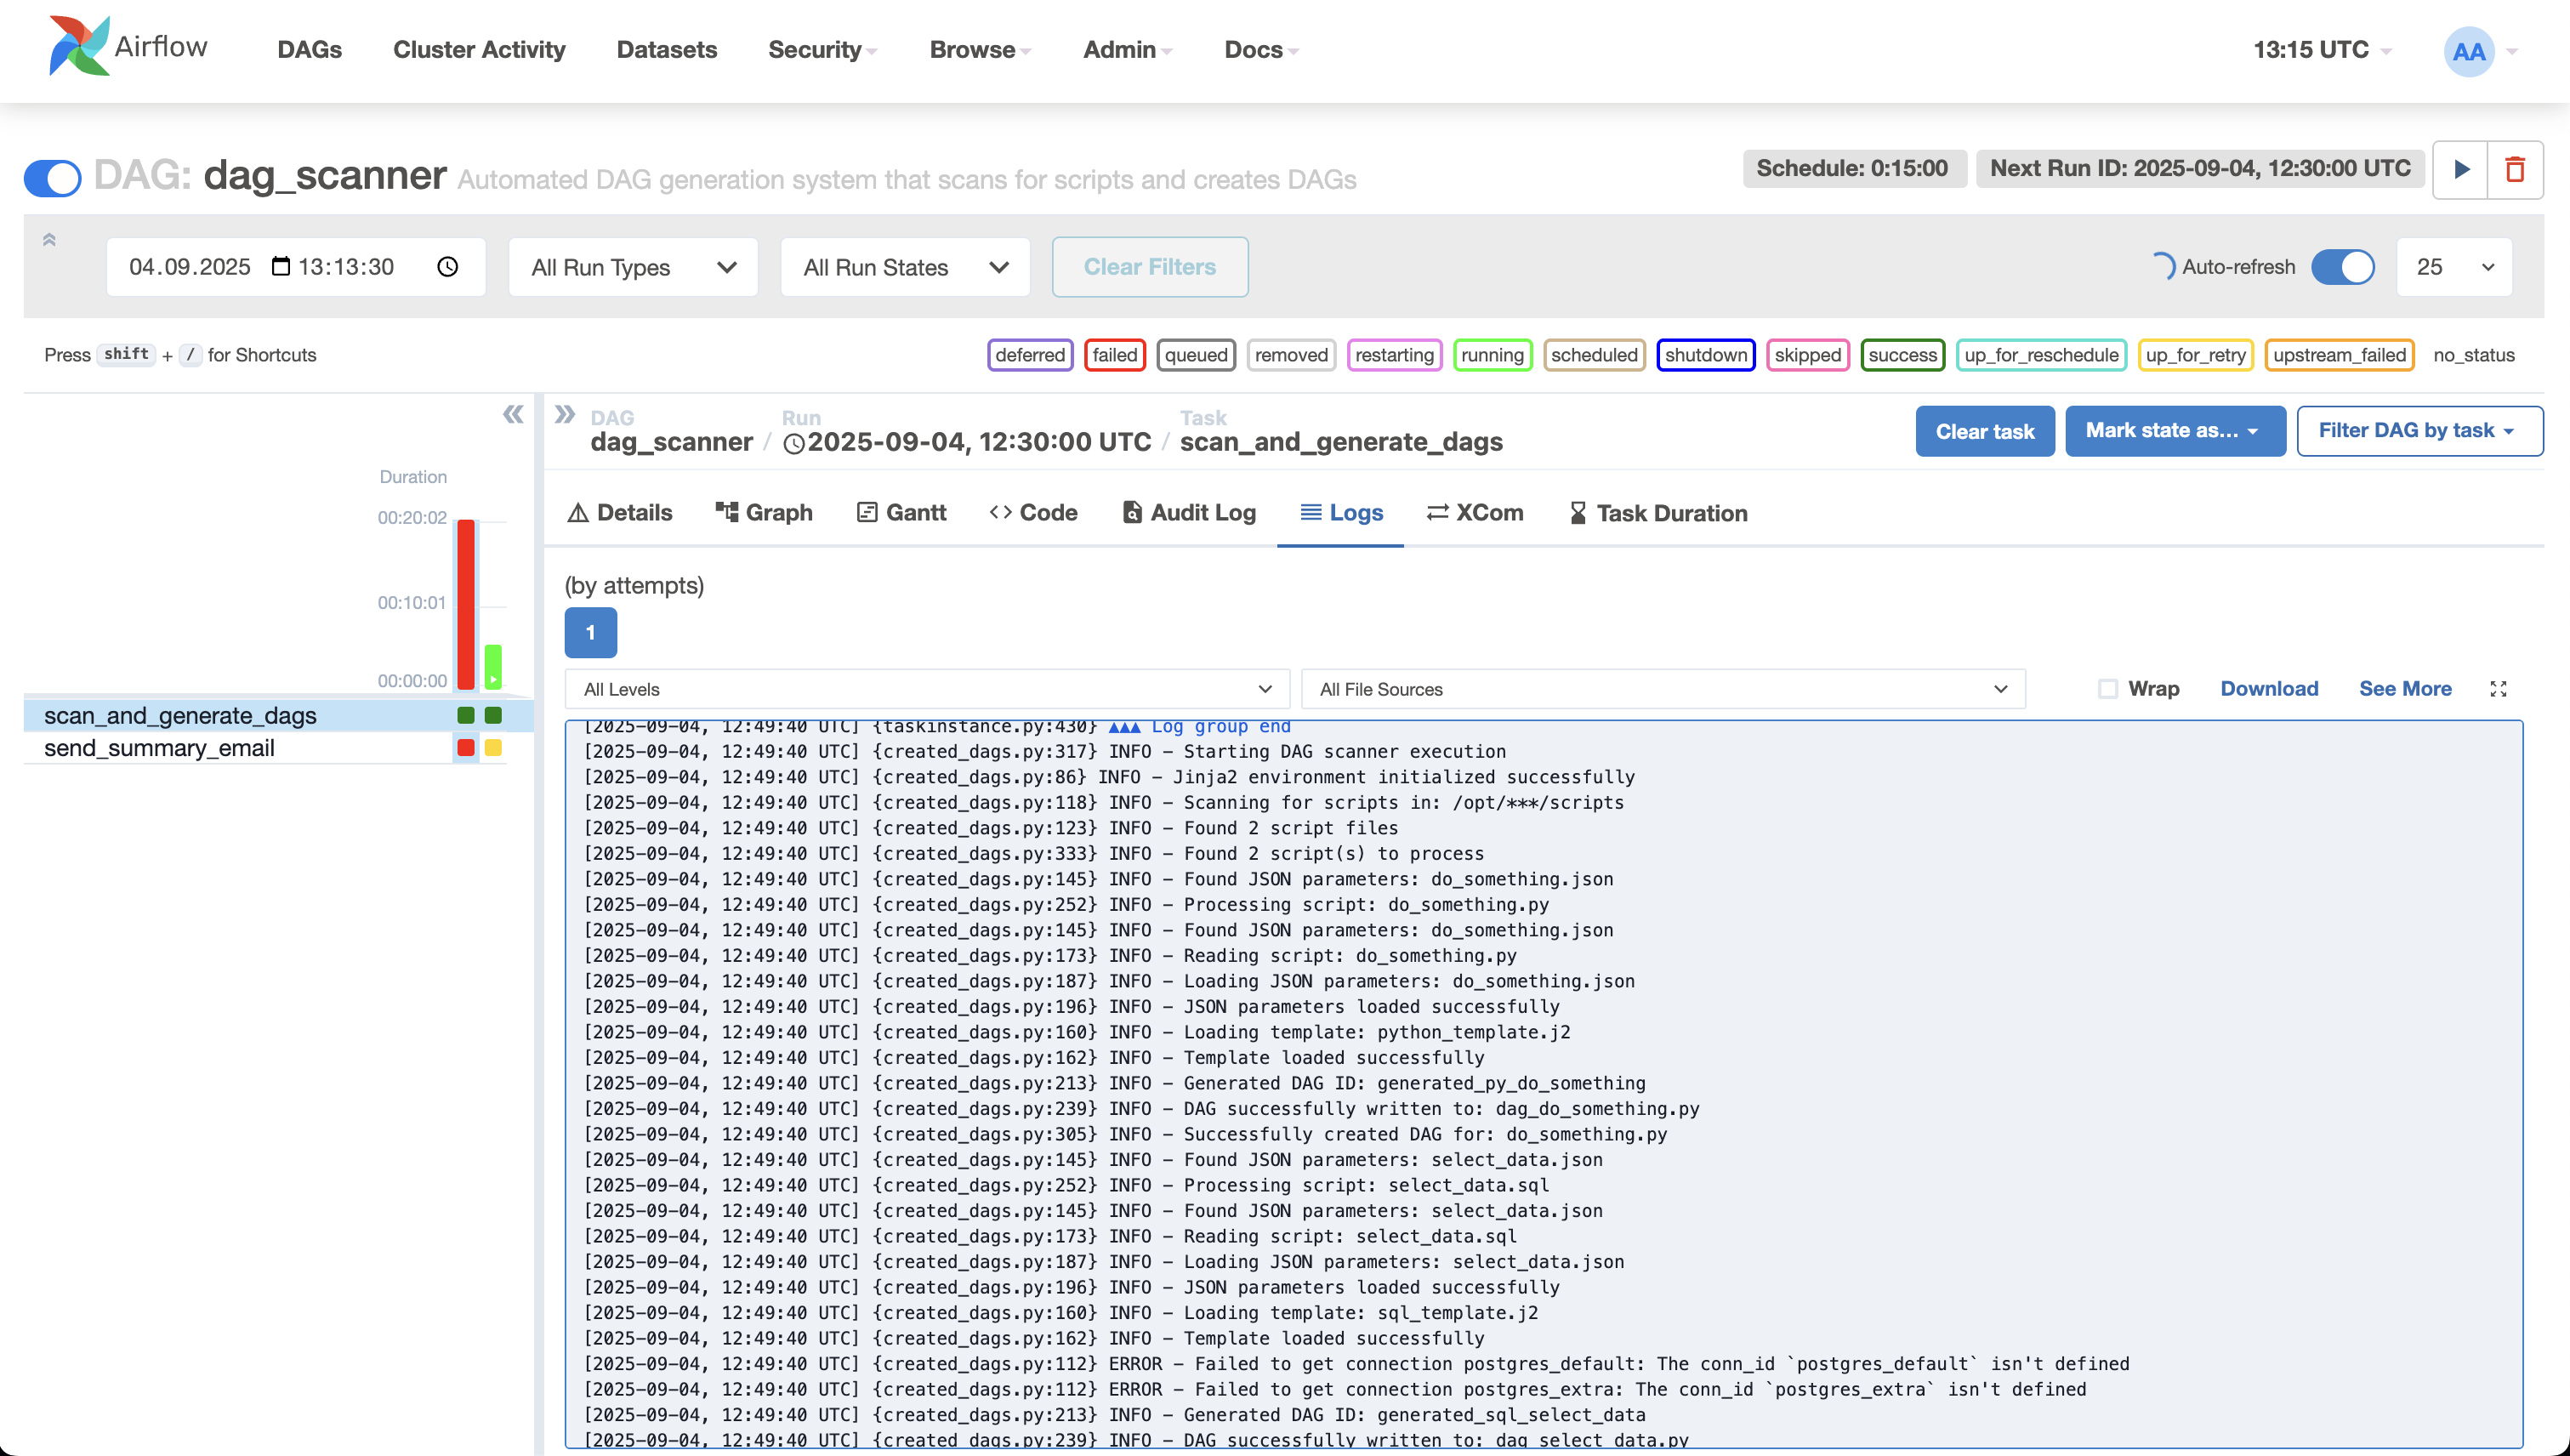 Airflow
DAGs
Cluster Activity
Datasets
Security
Browse
Admin
Docs
13:15 UTC
AA
DAG: dag_scanner Automated DAG generation system that scans for scripts and creates DAGs
Schedule: 0:15:00
Next Run ID: 2025-09-04, 12:30:00 UTC
04.09.2025 13:13:30
All Run Types
All Run States
Clear Filters
Auto-refresh
25
Press shift + / for Shortcuts
deferred
failed
queued
removed
restarting
running
scheduled
shutdown
skipped
success
up_for_reschedule
up_for_retry
upstream_failed
no_status
Duration
00:20:02
00:10:01
00:00:00
scan_and_generate_dags
send_summary_email
DAG
dag_scanner /
Run
2025-09-04, 12:30:00 UTC /
Task
scan_and_generate_dags
Clear task
Mark state as...
Filter DAG by task
Details
Graph
Gantt
Code
Audit Log
Logs
XCom
Task Duration
(by attempts)
1
All Levels
All File Sources
Wrap
Download
See More
[2025-09-04, 12:49:40 UTC] {taskinstance.py:430} ▲▲▲ Log group end
[2025-09-04, 12:49:40 UTC] {created_dags.py:317} INFO - Starting DAG scanner execution
[2025-09-04, 12:49:40 UTC] {created_dags.py:86} INFO - Jinja2 environment initialized successfully
[2025-09-04, 12:49:40 UTC] {created_dags.py:118} INFO - Scanning for scripts in: /opt/***/scripts
[2025-09-04, 12:49:40 UTC] {created_dags.py:123} INFO - Found 2 script files
[2025-09-04, 12:49:40 UTC] {created_dags.py:333} INFO - Found 2 script(s) to process
[2025-09-04, 12:49:40 UTC] {created_dags.py:145} INFO - Found JSON parameters: do_something.json
[2025-09-04, 12:49:40 UTC] {created_dags.py:252} INFO - Processing script: do_something.py
[2025-09-04, 12:49:40 UTC] {created_dags.py:145} INFO - Found JSON parameters: do_something.json
[2025-09-04, 12:49:40 UTC] {created_dags.py:173} INFO - Reading script: do_something.py
[2025-09-04, 12:49:40 UTC] {created_dags.py:187} INFO - Loading JSON parameters: do_something.json
[2025-09-04, 12:49:40 UTC] {created_dags.py:196} INFO - JSON parameters loaded successfully
[2025-09-04, 12:49:40 UTC] {created_dags.py:160} INFO - Loading template: python_template.j2
[2025-09-04, 12:49:40 UTC] {created_dags.py:162} INFO - Template loaded successfully
[2025-09-04, 12:49:40 UTC] {created_dags.py:213} INFO - Generated DAG ID: generated_py_do_something
[2025-09-04, 12:49:40 UTC] {created_dags.py:239} INFO - DAG successfully written to: dag_do_something.py
[2025-09-04, 12:49:40 UTC] {created_dags.py:305} INFO - Successfully created DAG for: do_something.py
[2025-09-04, 12:49:40 UTC] {created_dags.py:145} INFO - Found JSON parameters: select_data.json
[2025-09-04, 12:49:40 UTC] {created_dags.py:252} INFO - Processing script: select_data.sql
[2025-09-04, 12:49:40 UTC] {created_dags.py:145} INFO - Found JSON parameters: select_data.json
[2025-09-04, 12:49:40 UTC] {created_dags.py:173} INFO - Reading script: select_data.sql
[2025-09-04, 12:49:40 UTC] {created_dags.py:187} INFO - Loading JSON parameters: select_data.json
[2025-09-04, 12:49:40 UTC] {created_dags.py:196} INFO - JSON parameters loaded successfully
[2025-09-04, 12:49:40 UTC] {created_dags.py:160} INFO - Loading template: sql_template.j2
[2025-09-04, 12:49:40 UTC] {created_dags.py:162} INFO - Template loaded successfully
[2025-09-04, 12:49:40 UTC] {created_dags.py:112} ERROR - Failed to get connection postgres_default: The conn_id `postgres_default` isn't defined
[2025-09-04, 12:49:40 UTC] {created_dags.py:112} ERROR - Failed to get connection postgres_extra: The conn_id `postgres_extra` isn't defined
[2025-09-04, 12:49:40 UTC] {created_dags.py:213} INFO - Generated DAG ID: generated_sql_select_data
[2025-09-04, 12:49:40 UTC] {created_dags.py:239} INFO - DAG successfully written to: dag_select_data.py